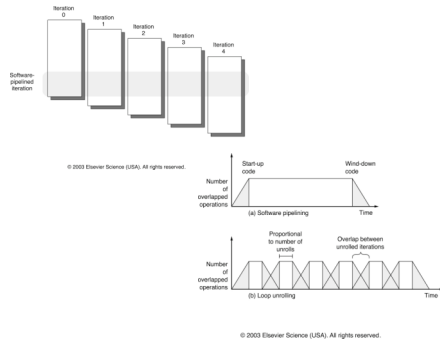 Iteration
0
Iteration
1
Iteration
2
Iteration
3
Iteration
4
Software-
pipelined
iteration
© 2003 Elsevier Science (USA). All rights reserved.
Start-up
code
Wind-down
code
Number
of
overlapped
operations
(a) Software pipelining
Time
Proportional
to number of
unrolls
Overlap between
unrolled iterations
Number
of
overlapped
operations
(b) Loop unrolling
Time
© 2003 Elsevier Science (USA). All rights reserved.